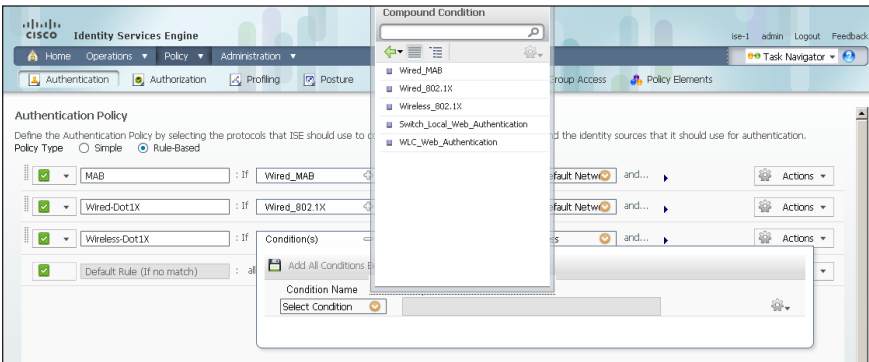 Compound Condition
CISCO Identity Services Engine
ise-1 admin Logout Feedback
Home Operations Policy Administration
Task Navigator
Authentication Authorization Profiling Posture roup Access Policy Elements
Wired_MAB
Wired_802.1X
Wireless_802.1X
Switch_Local_Web_Authentication
WLC_Web_Authentication
Authentication Policy
Define the Authentication Policy by selecting the protocols that ISE should use to c d the identity sources that it should use for authentication.
Policy Type Simple Rule-Based
MAB : If Wired_MAB efault Netwo and... Actions
Wired-Dot1X : If Wired_802.1X efault Netwo and... Actions
Wireless-Dot1X : If Condition(s) s and... Actions
Default Rule (If no match) : al
Add All Conditions B
Condition Name
Select Condition